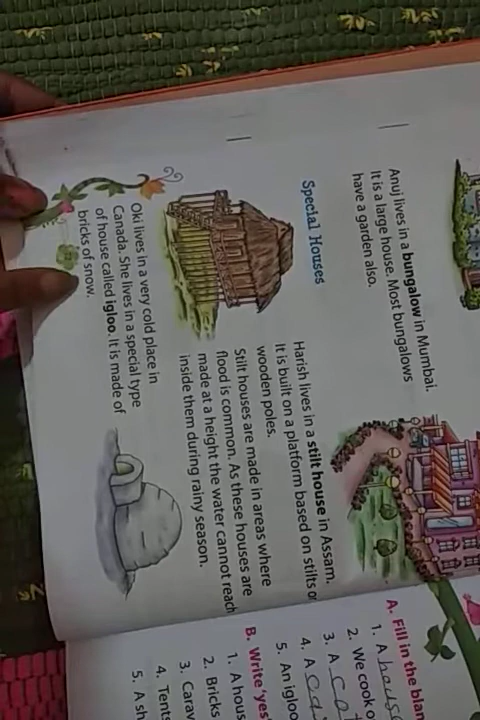 Anuj lives in a bungalow in Mumbai.
It is a large house. Most bungalows
have a garden also.
Special Houses
Harish lives in a stilt house in Assam.
It is built on a platform based on stilts or
wooden poles.
Stilt houses are made in areas where
flood is common. As these houses are
made at a height the water cannot reach
inside them during rainy season.
Oki lives in a very cold place in
Canada. She lives in a special type
of house called igloo. It is made of
bricks of snow.
A. Fill in the blan
1. A hous
2. We cook
3. A ca
4. A ca
5. An igloo
B. Write 'yes'
1. A hous
2. Bricks
3. Carav
4. Tents
5. A sh